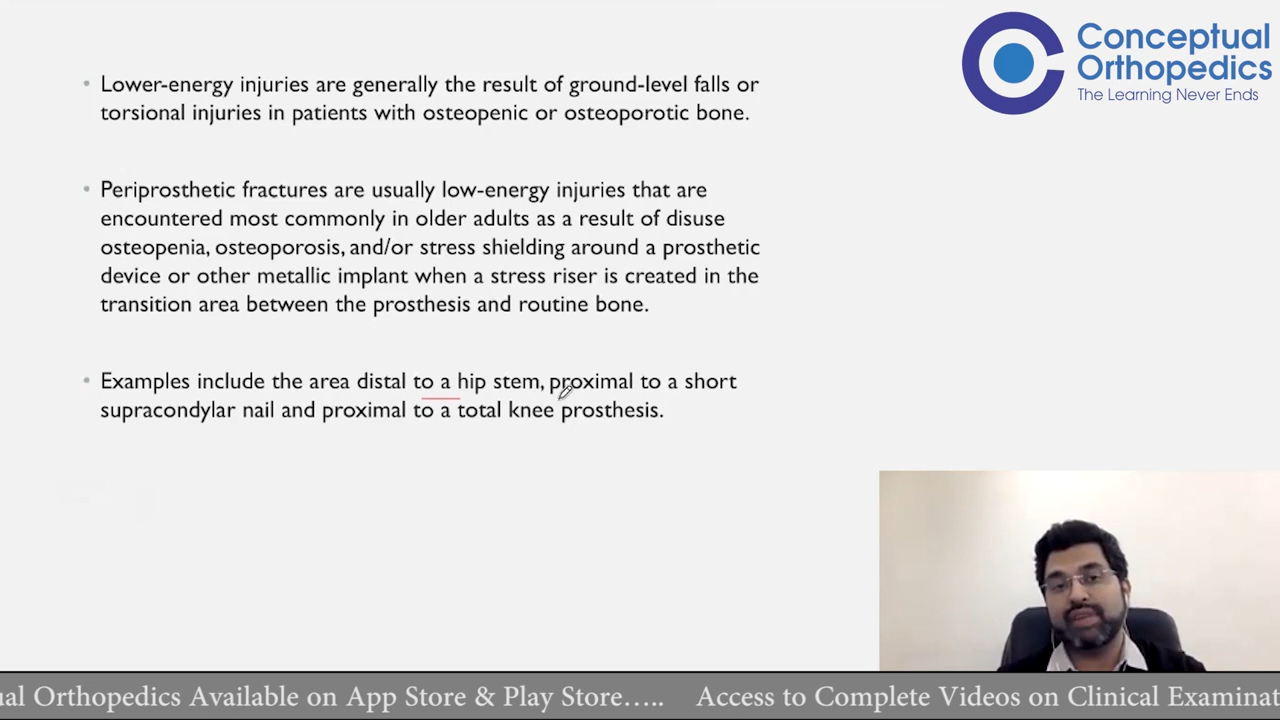 Conceptual
Orthopedics
The Learning Never Ends
• Lower-energy injuries are generally the result of ground-level falls or
torsional injuries in patients with osteopenic or osteoporotic bone.
• Periprosthetic fractures are usually low-energy injuries that are
encountered most commonly in older adults as a result of disuse
osteopenia, osteoporosis, and/or stress shielding around a prosthetic
device or other metallic implant when a stress riser is created in the
transition area between the prosthesis and routine bone.
• Examples include the area distal to a hip stem, proximal to a short
supracondylar nail and proximal to a total knee prosthesis.
Orthopedics Available on App Store & Play Store….. Access to Complete Videos on Clinical